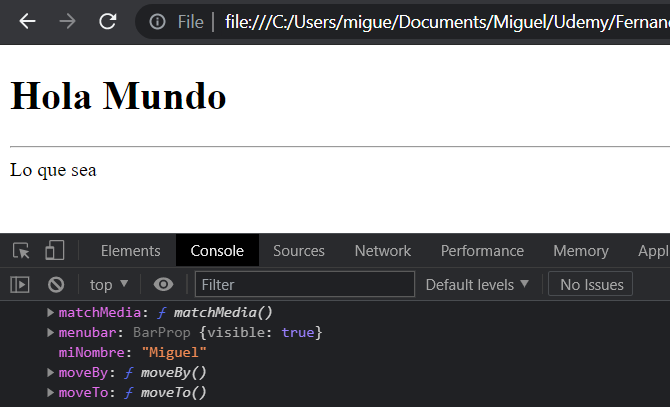 File | file:///C:/Users/migue/Documents/Miguel/Udemy/Fernan
Hola Mundo
Lo que sea
Elements Console Sources Network Performance Memory Appl
top ▼ Filter Default levels ▼ No Issues
▶ matchMedia: ƒ matchMedia()
▶ menubar: BarProp {visible: true}
miNombre: "Miguel"
▶ moveBy: ƒ moveBy()
▶ moveTo: ƒ moveTo()